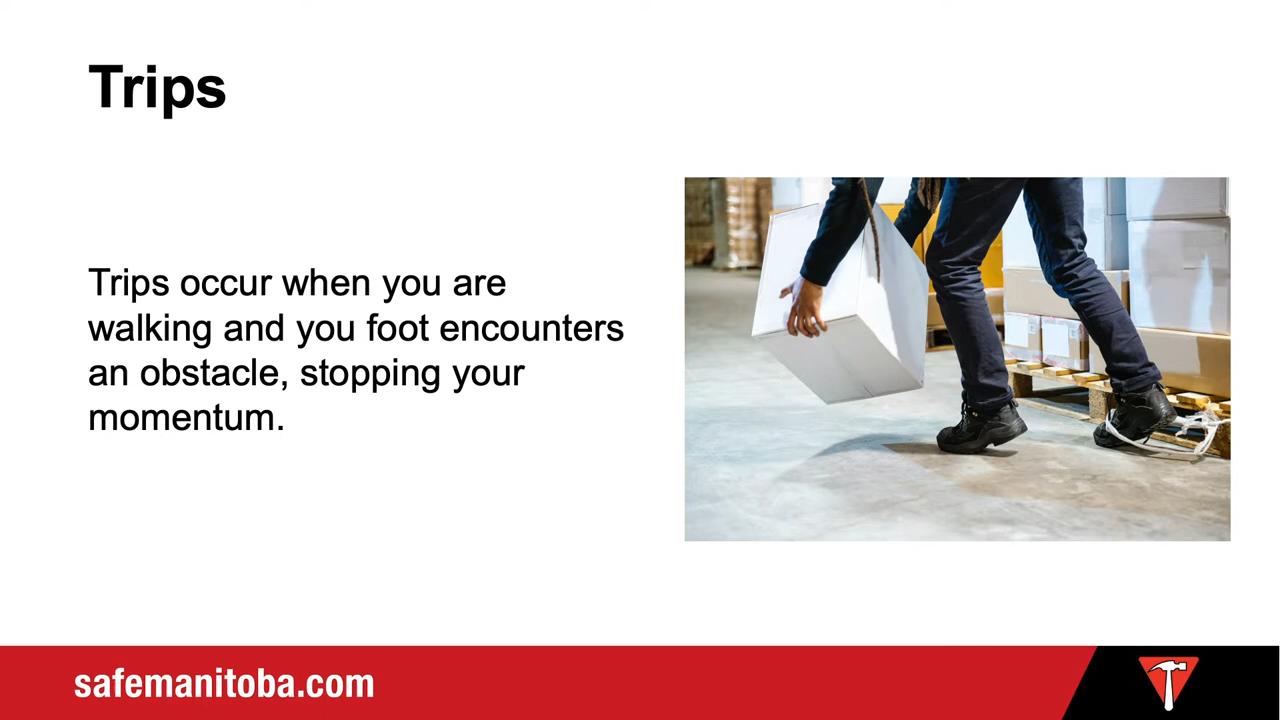 Trips
Trips occur when you are
walking and you foot encounters
an obstacle, stopping your
momentum.
safemanitoba.com